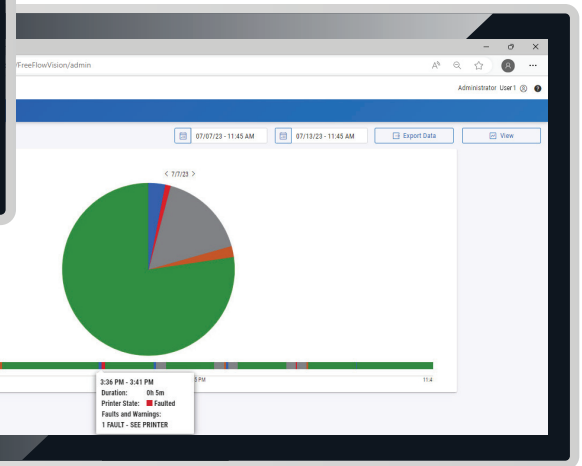 /FreeFlowVision/admin
Administrator User1
07/07/23 - 11:45 AM 07/13/23 - 11:45 AM Export Data View
< 7/7/23 >
5 PM 11:4
3:36 PM - 3:41 PM
Duration: 0h 5m
Printer State: Faulted
Faults and Warnings:
1 FAULT - SEE PRINTER